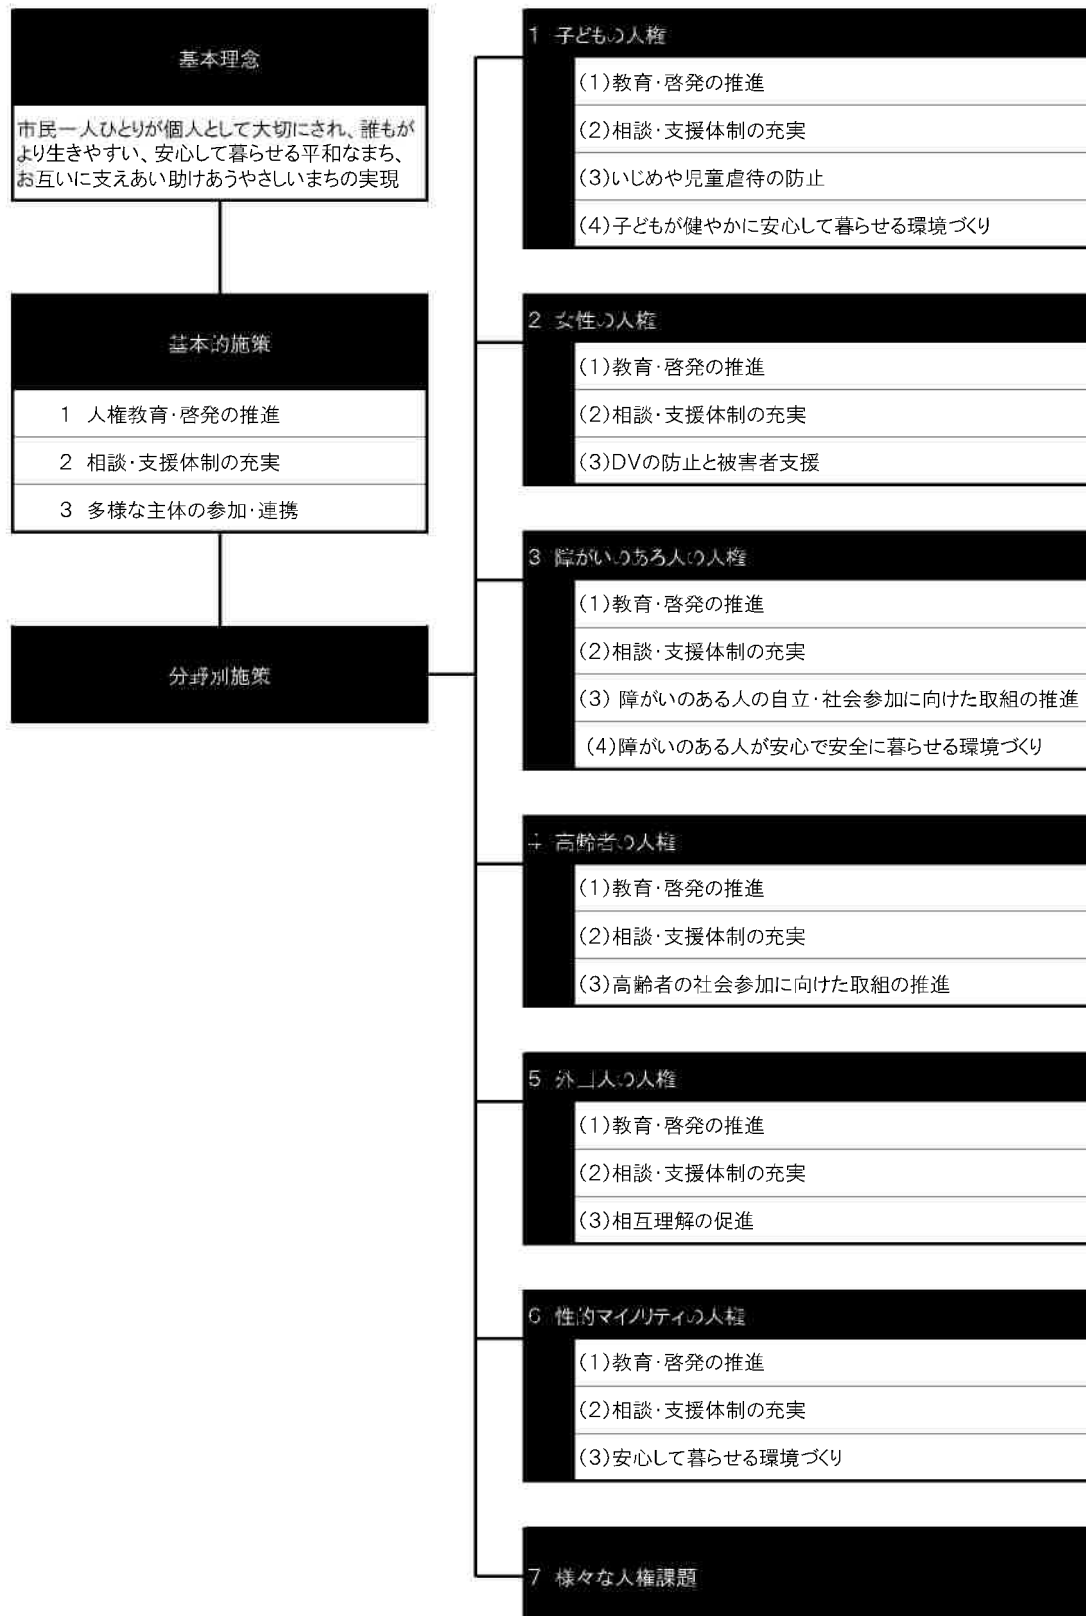 基本理念
市民一人ひとりが個人として大切にされ、誰もが
より生きやすい、安心して暮らせる平和なまち、
お互いに支えあい助けあうやさしいまちの実現
基本的施策
1 人権教育・啓発の推進
2 相談・支援体制の充実
3 多様な主体の参加・連携
分野別施策
1 子どもの人権
(1)教育・啓発の推進
(2)相談・支援体制の充実
(3)いじめや児童虐待の防止
(4)子どもが健やかに安心して暮らせる環境づくり
2 女性の人権
(1)教育・啓発の推進
(2)相談・支援体制の充実
(3)DVの防止と被害者支援
3 障がいのある人の人権
(1)教育・啓発の推進
(2)相談・支援体制の充実
(3) 障がいのある人の自立・社会参加に向けた取組の推進
(4)障がいのある人が安心で安全に暮らせる環境づくり
4 高齢者の人権
(1)教育・啓発の推進
(2)相談・支援体制の充実
(3)高齢者の社会参加に向けた取組の推進
5 外国人の人権
(1)教育・啓発の推進
(2)相談・支援体制の充実
(3)相互理解の促進
6 性的マイノリティの人権
(1)教育・啓発の推進
(2)相談・支援体制の充実
(3)安心して暮らせる環境づくり
7 様々な人権課題